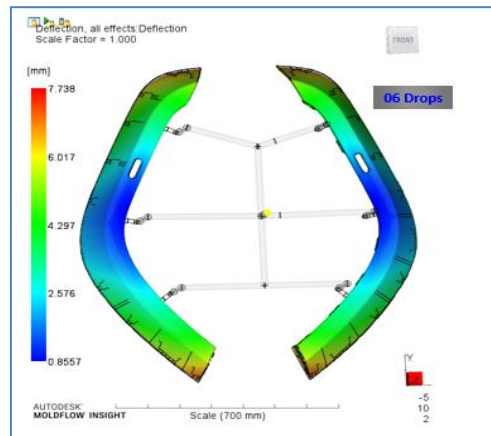 Deflection, all effects:Deflection
Scale Factor = 1.000
FRONT
[mm]
7.738
06 Drops
6.017
4.297
2.576
0.8557
Y
AUTODESK
MOLDFLOW INSIGHT
Scale (700 mm)
-5
10
2